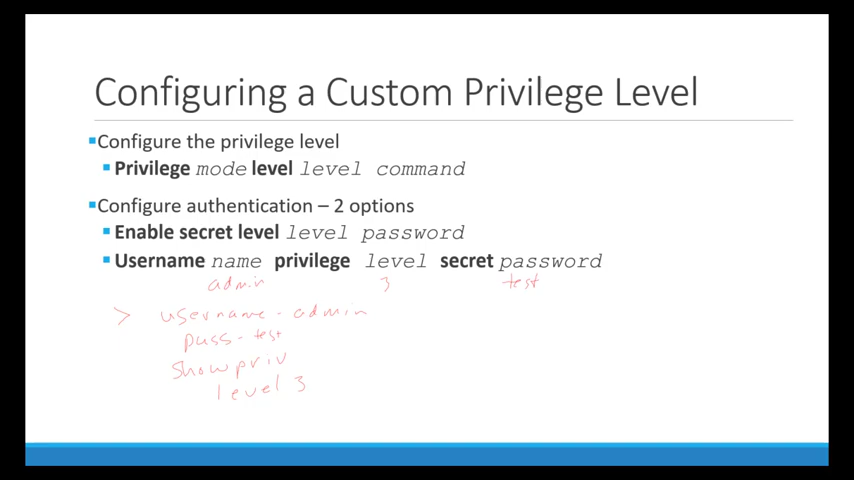 Configuring a Custom Privilege Level
Configure the privilege level
Privilege mode level level command
Configure authentication – 2 options
Enable secret level level password
Username name privilege level secret password
admin 3 test
> username - admin
pass - test
show priv
level 3